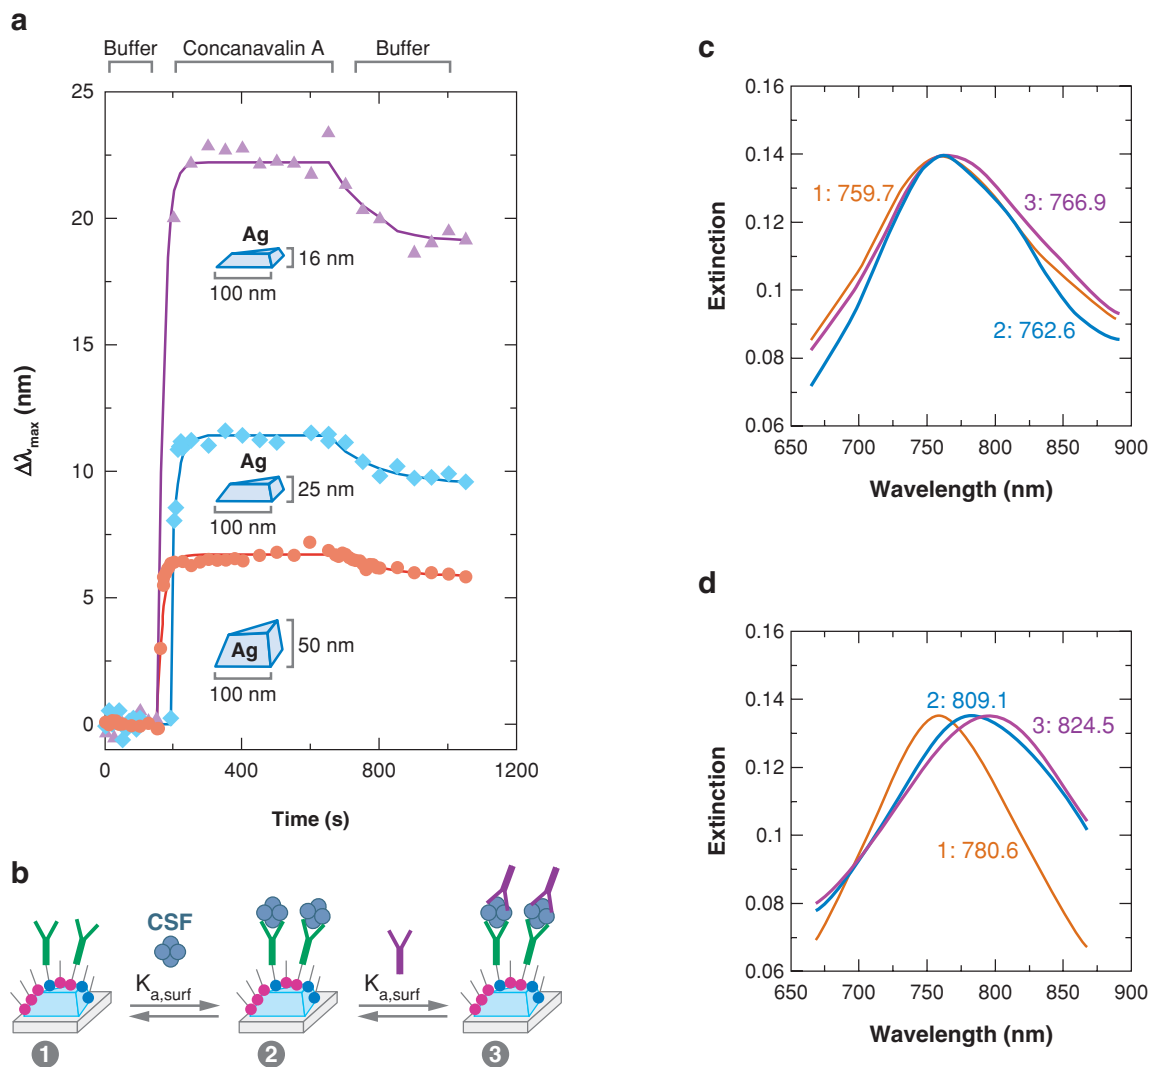 a
Buffer
Concanavalin A
Buffer
25
20
15
10
5
0
Δλmax (nm)
Ag
16 nm
100 nm
Ag
25 nm
100 nm
Ag
50 nm
100 nm
0
400
800
1200
Time (s)
b
CSF
Ka,surf
Ka,surf
1
2
3
c
0.16
0.14
0.12
0.1
0.08
0.06
Extinction
1: 759.7
3: 766.9
2: 762.6
650
700
750
800
850
900
Wavelength (nm)
d
0.16
0.14
0.12
0.1
0.08
0.06
Extinction
2: 809.1
3: 824.5
1: 780.6
650
700
750
800
850
900
Wavelength (nm)